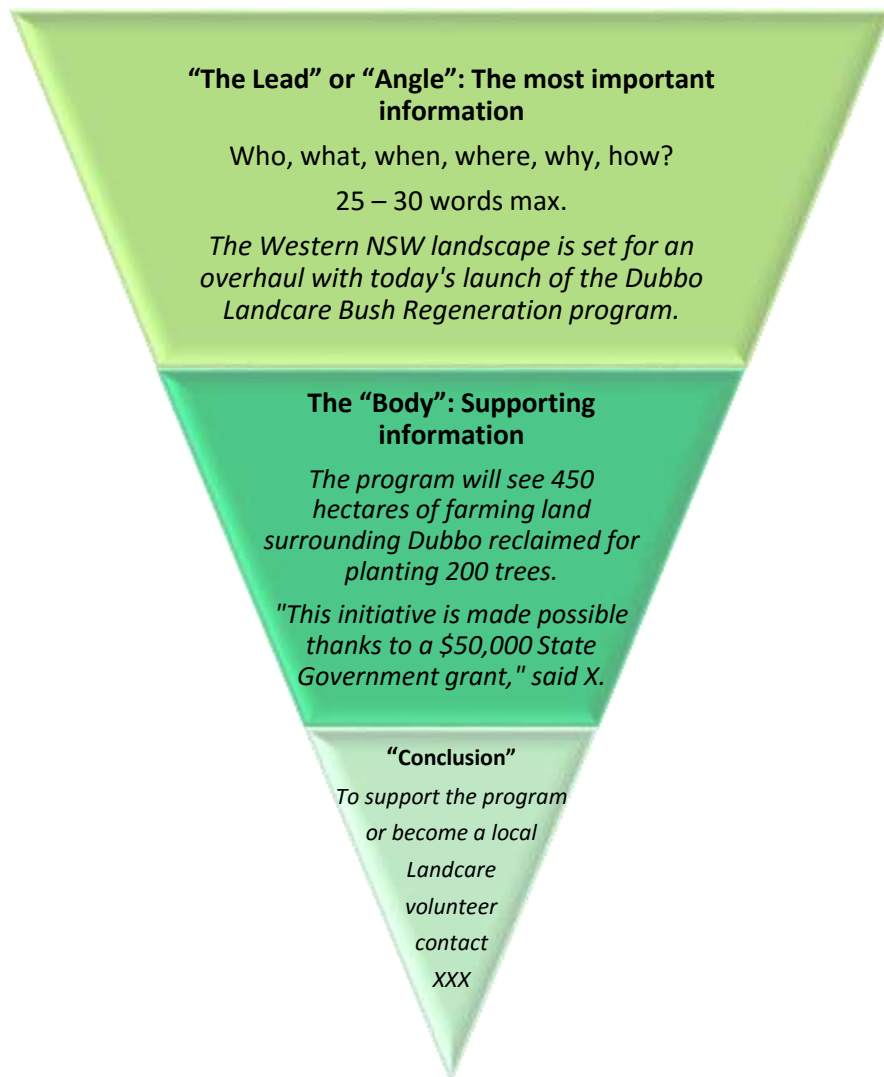 “The Lead” or “Angle”: The most important
information
Who, what, when, where, why, how?
25 – 30 words max.
The Western NSW landscape is set for an
overhaul with today's launch of the Dubbo
Landcare Bush Regeneration program.
The “Body”: Supporting
information
The program will see 450
hectares of farming land
surrounding Dubbo reclaimed for
planting 200 trees.
"This initiative is made possible
thanks to a $50,000 State
Government grant," said X.
“Conclusion”
To support the program
or become a local
Landcare
volunteer
contact
XXX